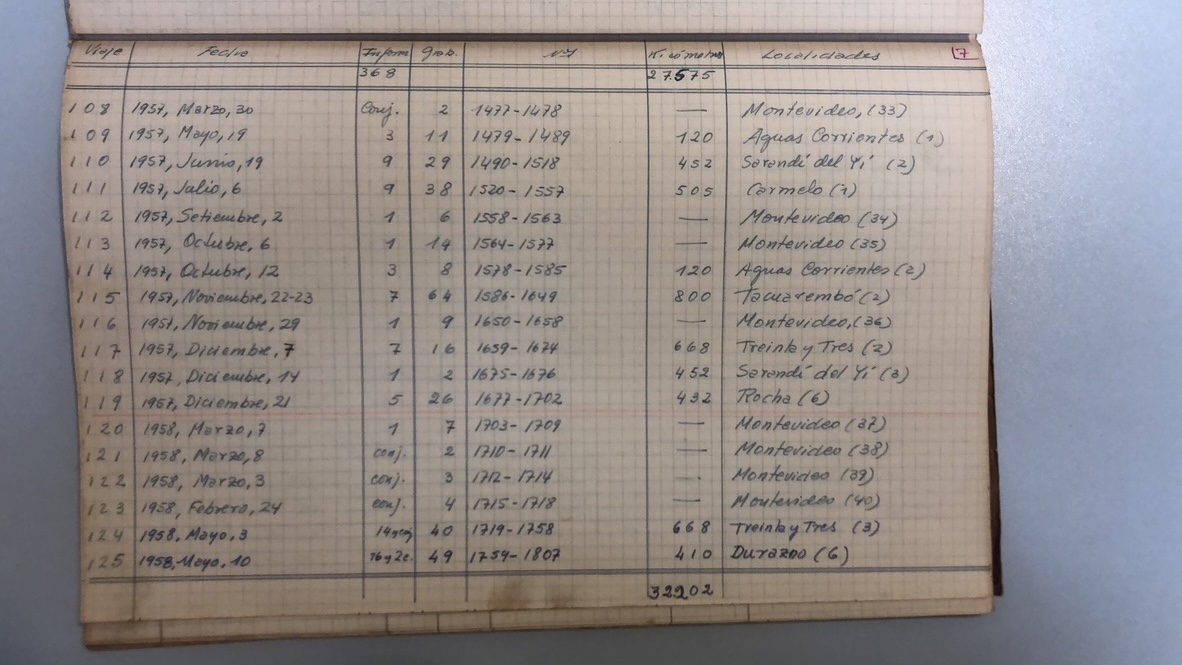 Viaje Fecha Inform Grab. Nos Kilómetros Localidades 7
368 27575
108 1957, Marzo, 30 Conj. 2 1477-1478 — Montevideo, (33)
109 1957, Mayo, 19 3 11 1479-1489 120 Aguas Corrientes (1)
110 1957, Junio, 19 9 29 1490-1518 452 Sarandí del Yí (2)
111 1957, Julio, 6 9 38 1520-1557 505 Carmelo (1)
112 1957, Setiembre, 2 1 6 1558-1563 — Montevideo (34)
113 1957, Octubre, 6 1 14 1564-1577 — Montevideo (35)
114 1957, Octubre, 12 3 8 1578-1585 120 Aguas Corrientes (2)
115 1957, Noviembre, 22-23 7 64 1586-1649 800 Tacuarembó (2)
116 1957, Noviembre, 29 1 9 1650-1658 — Montevideo, (36)
117 1957, Diciembre, 7 7 16 1659-1674 668 Treinta y Tres (2)
118 1957, Diciembre, 14 1 2 1675-1676 452 Sarandí del Yí (3)
119 1957, Diciembre, 21 5 26 1677-1702 432 Rocha (6)
120 1958, Marzo, 7 1 7 1703-1709 — Montevideo (37)
121 1958, Marzo, 8 conj. 2 1710-1711 — Montevideo (38)
122 1958, Marzo, 3 conj. 3 1712-1714 — Montevideo (39)
123 1958, Febrero, 24 conj. 4 1715-1718 — Montevideo (40)
124 1958, Mayo, 3 40 1719-1758 668 Treinta y Tres (3)
125 1958, Mayo, 10 16 y 2c. 49 1759-1807 410 Durazno (6)
32202